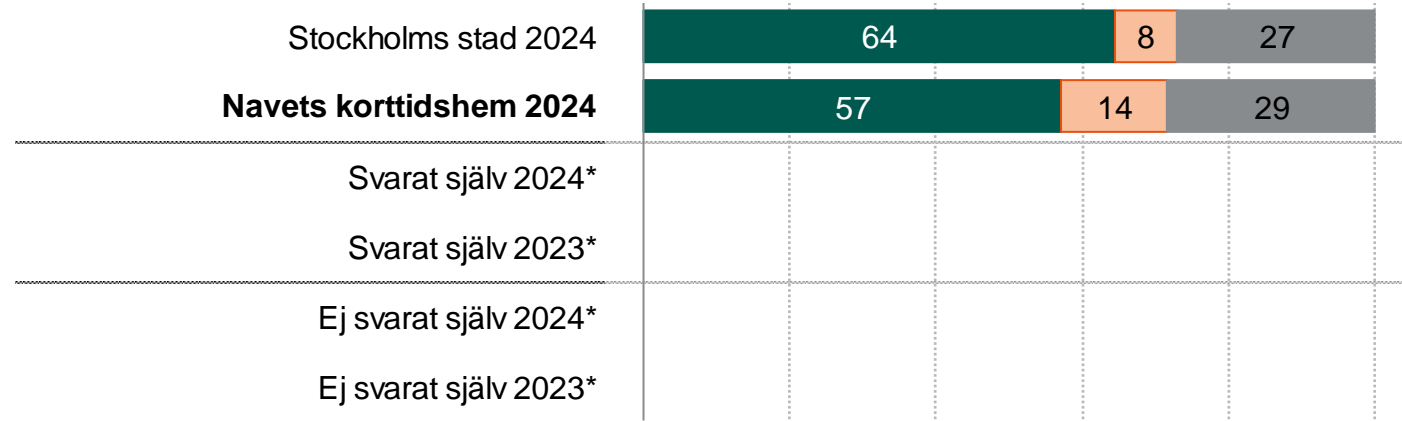 Stockholms stad 2024 64 8 27
Navets korttidshem 2024 57 14 29
Svarat själv 2024*
Svarat själv 2023*
Ej svarat själv 2024*
Ej svarat själv 2023*